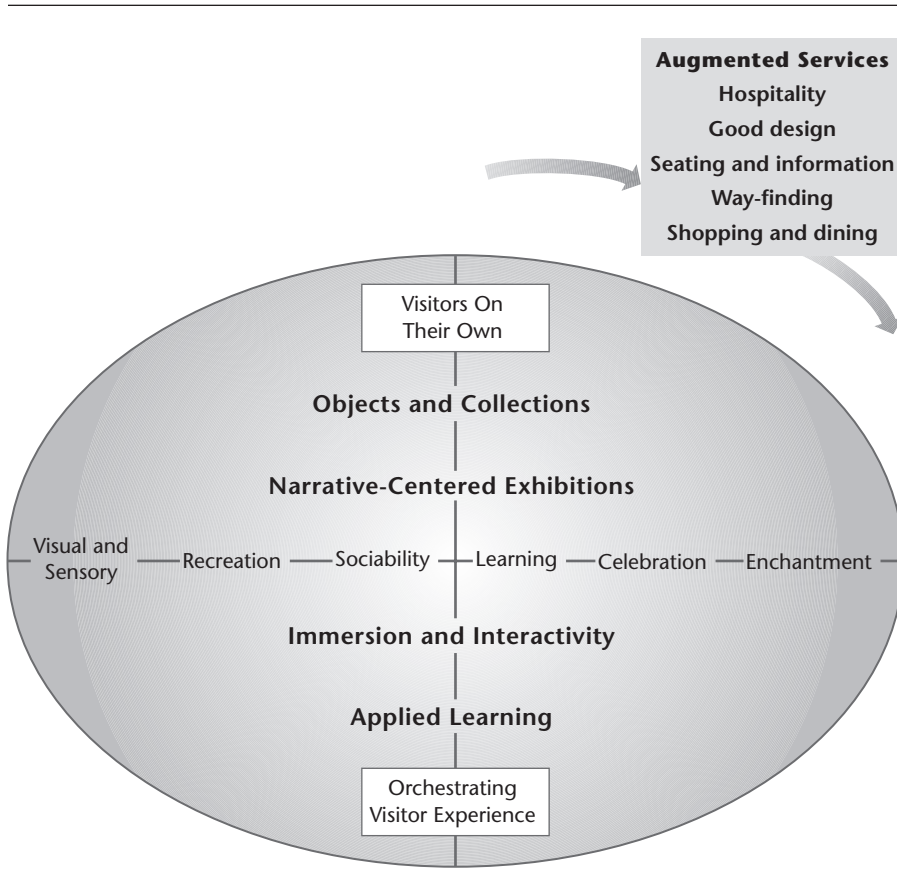 Augmented Services
Hospitality
Good design
Seating and information
Way-finding
Shopping and dining
Visitors On
Their Own
Objects and Collections
Narrative-Centered Exhibitions
Visual and
Sensory
Recreation
Sociability
Learning
Celebration
Enchantment
Immersion and Interactivity
Applied Learning
Orchestrating
Visitor Experience